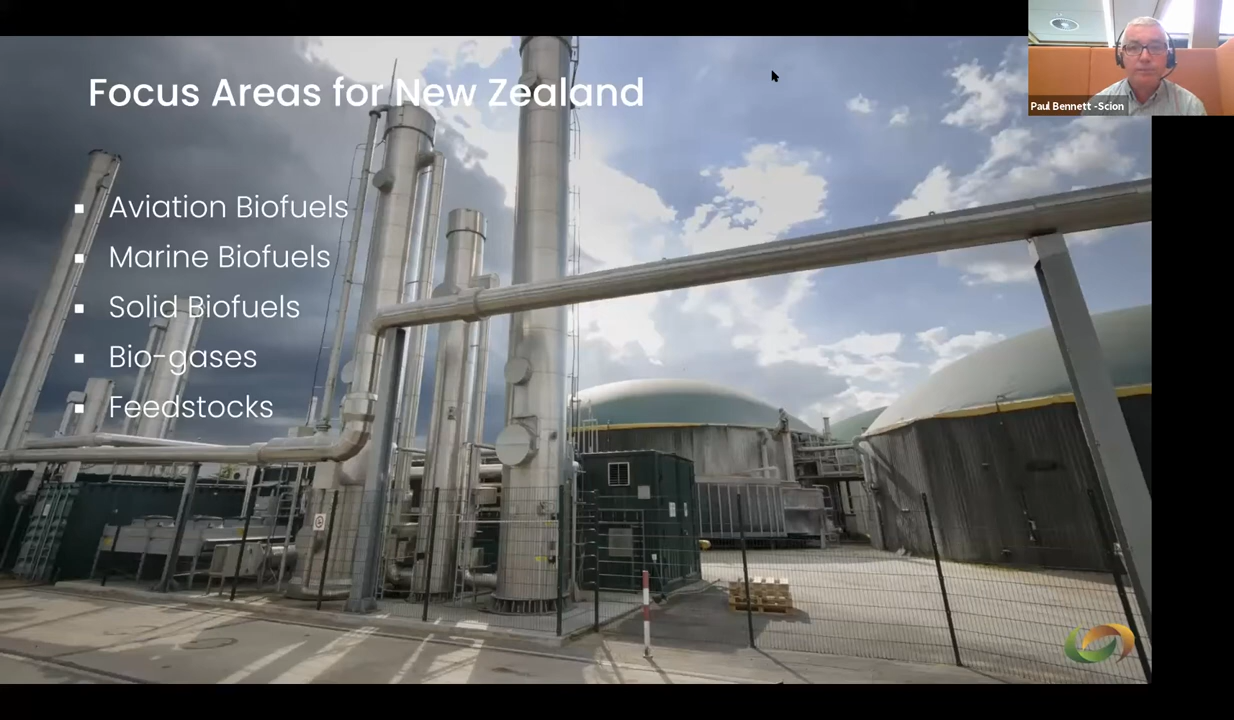 Focus Areas for New Zealand
Paul Bennett -Scion
▪ Aviation Biofuels
▪ Marine Biofuels
▪ Solid Biofuels
▪ Bio-gases
▪ Feedstocks